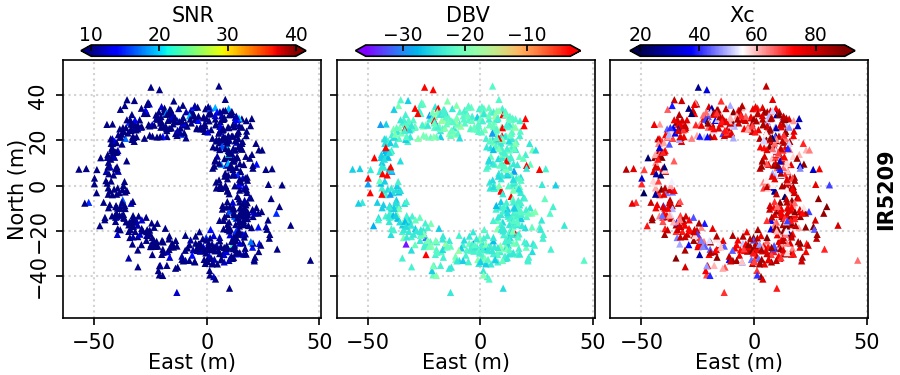 SNR DBV Xc
10 20 30 40 −30 −20 −10 20 40 60 80
40
20
0
−20
−40
North (m)
IR5209
−50 0 50 −50 0 50 −50 0 50
East (m) East (m) East (m)